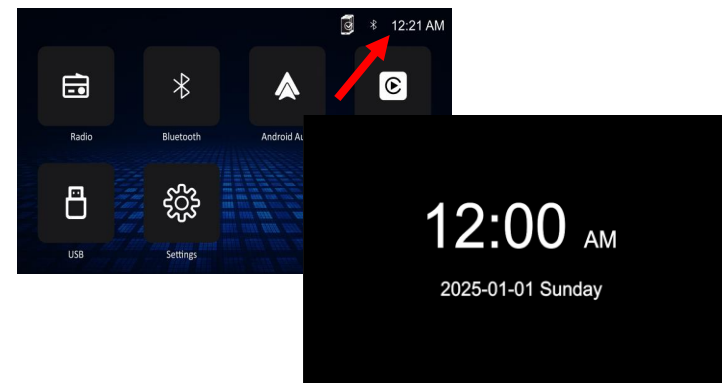 12:21 AM
Radio
Bluetooth
Android Au
USB
Settings
12:00 AM
2025-01-01 Sunday